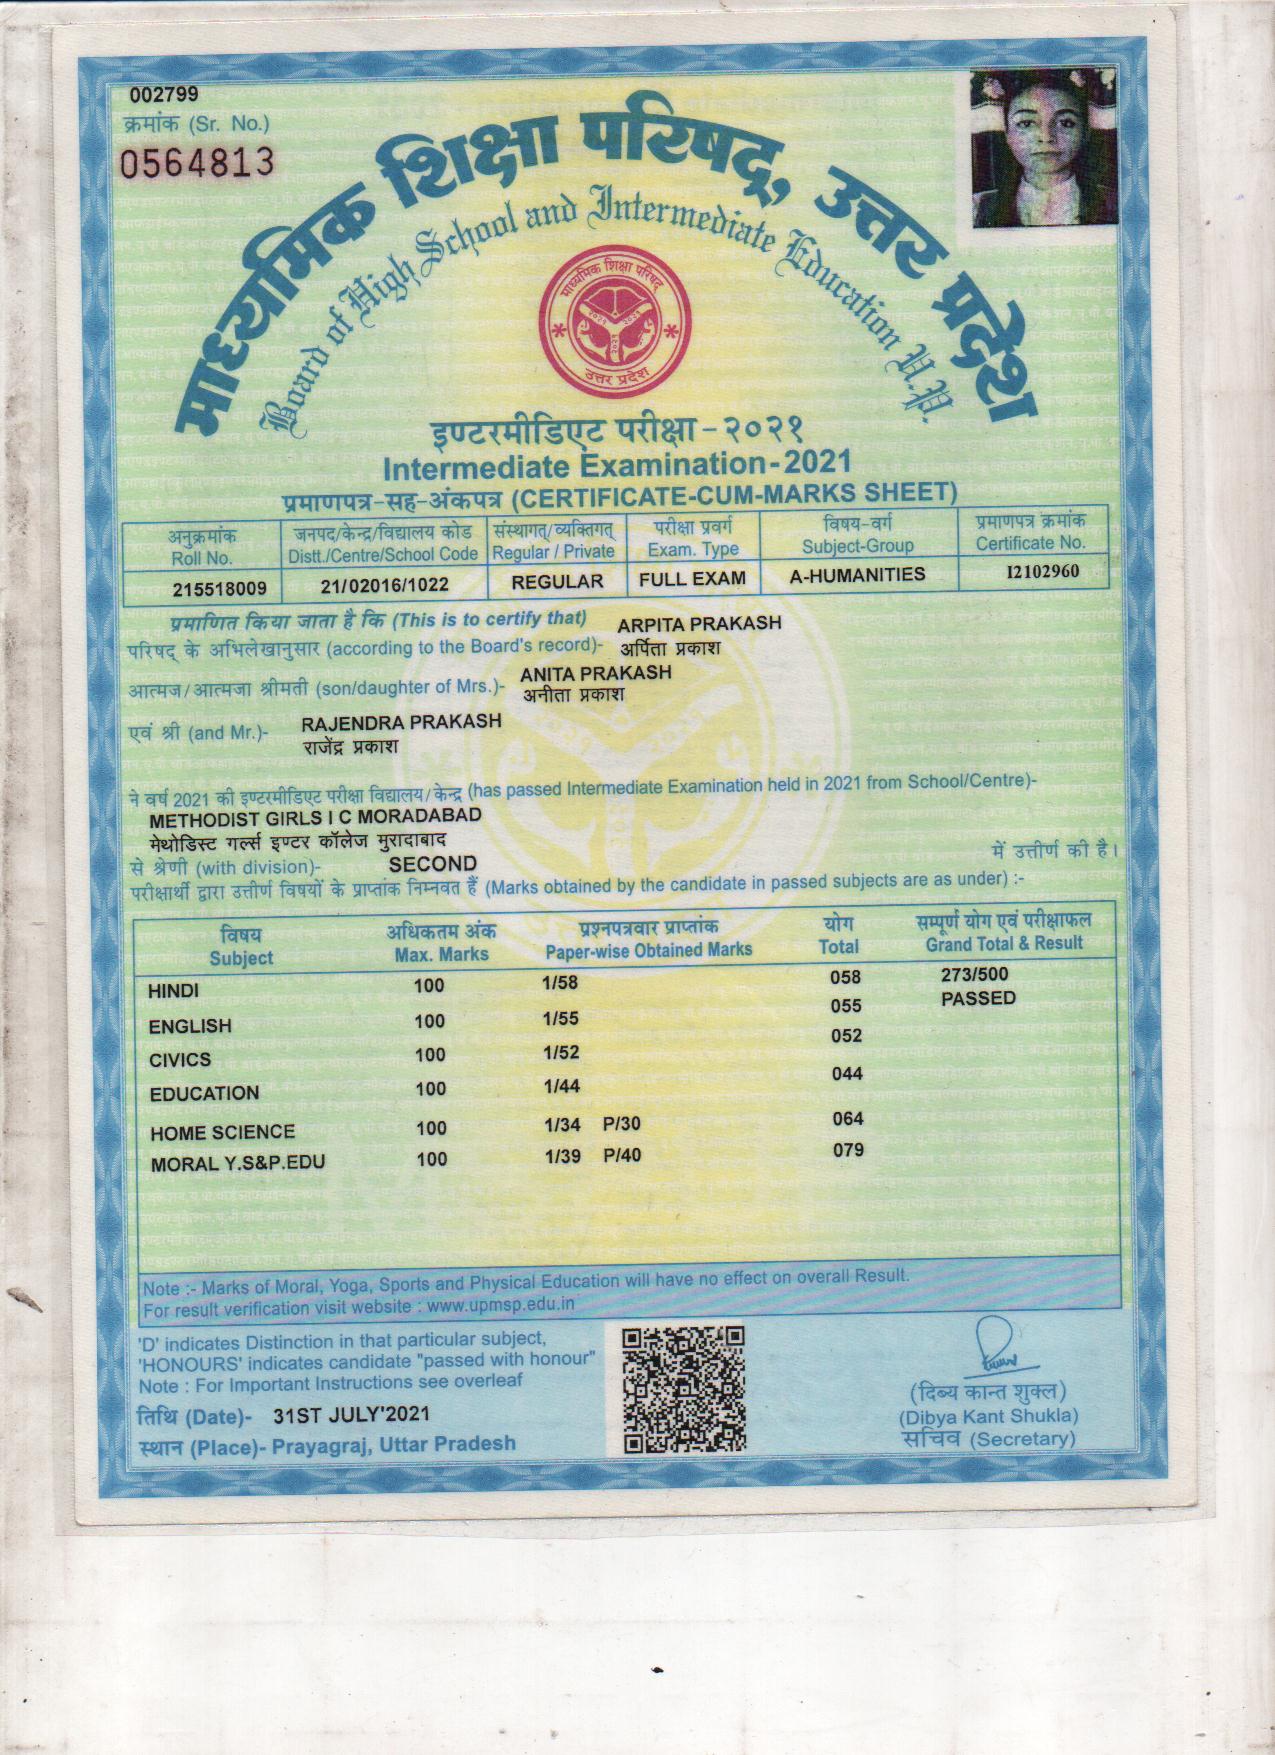 002799
क्रमांक (Sr. No.)
0564813
माध्यमिक शिक्षा परिषद्, उत्तर प्रदेश
Board of High School and Intermediate Education U.P.
माध्यमिक शिक्षा परिषद्
उत्तर प्रदेश
इण्टरमीडिएट परीक्षा - २०२१
Intermediate Examination - 2021
प्रमाणपत्र-सह-अंकपत्र (CERTIFICATE-CUM-MARKS SHEET)
अनुक्रमांक जनपद/केन्द्र/विद्यालय कोड संस्थागत्/व्यक्तिगत् परीक्षा प्रवर्ग विषय-वर्ग प्रमाणपत्र क्रमांक
Roll No. Distt./Centre/School Code Regular / Private Exam. Type Subject-Group Certificate No.
215518009 21/02016/1022 REGULAR FULL EXAM A-HUMANITIES I2102960
प्रमाणित किया जाता है कि (This is to certify that) ARPITA PRAKASH
परिषद् के अभिलेखानुसार (according to the Board's record)- अर्पिता प्रकाश
ANITA PRAKASH
आत्मज/आत्मजा श्रीमती (son/daughter of Mrs.)- अनीता प्रकाश
RAJENDRA PRAKASH
एवं श्री (and Mr.)- राजेंद्र प्रकाश
ने वर्ष 2021 की इण्टरमीडिएट परीक्षा विद्यालय/केन्द्र (has passed Intermediate Examination held in 2021 from School/Centre)-
METHODIST GIRLS I C MORADABAD
मेथोडिस्ट गर्ल्स इण्टर कॉलेज मुरादाबाद
से श्रेणी (with division)- SECOND में उत्तीर्ण की है।
परीक्षार्थी द्वारा उत्तीर्ण विषयों के प्राप्तांक निम्नवत हैं (Marks obtained by the candidate in passed subjects are as under) :-
विषय अधिकतम अंक प्रश्नपत्रवार प्राप्तांक योग सम्पूर्ण योग एवं परीक्षाफल
Subject Max. Marks Paper-wise Obtained Marks Total Grand Total & Result
HINDI 100 1/58 058 273/500
ENGLISH 100 1/55 055 PASSED
CIVICS 100 1/52 052
EDUCATION 100 1/44 044
HOME SCIENCE 100 1/34 P/30 064
MORAL Y.S&P.EDU 100 1/39 P/40 079
Note :- Marks of Moral, Yoga, Sports and Physical Education will have no effect on overall Result.
For result verification visit website : www.upmsp.edu.in
'D' indicates Distinction in that particular subject,
'HONOURS' indicates candidate "passed with honour"
Note : For Important Instructions see overleaf
तिथि (Date)- 31ST JULY'2021
स्थान (Place)- Prayagraj, Uttar Pradesh
(दिब्य कान्त शुक्ल)
(Dibya Kant Shukla)
सचिव (Secretary)